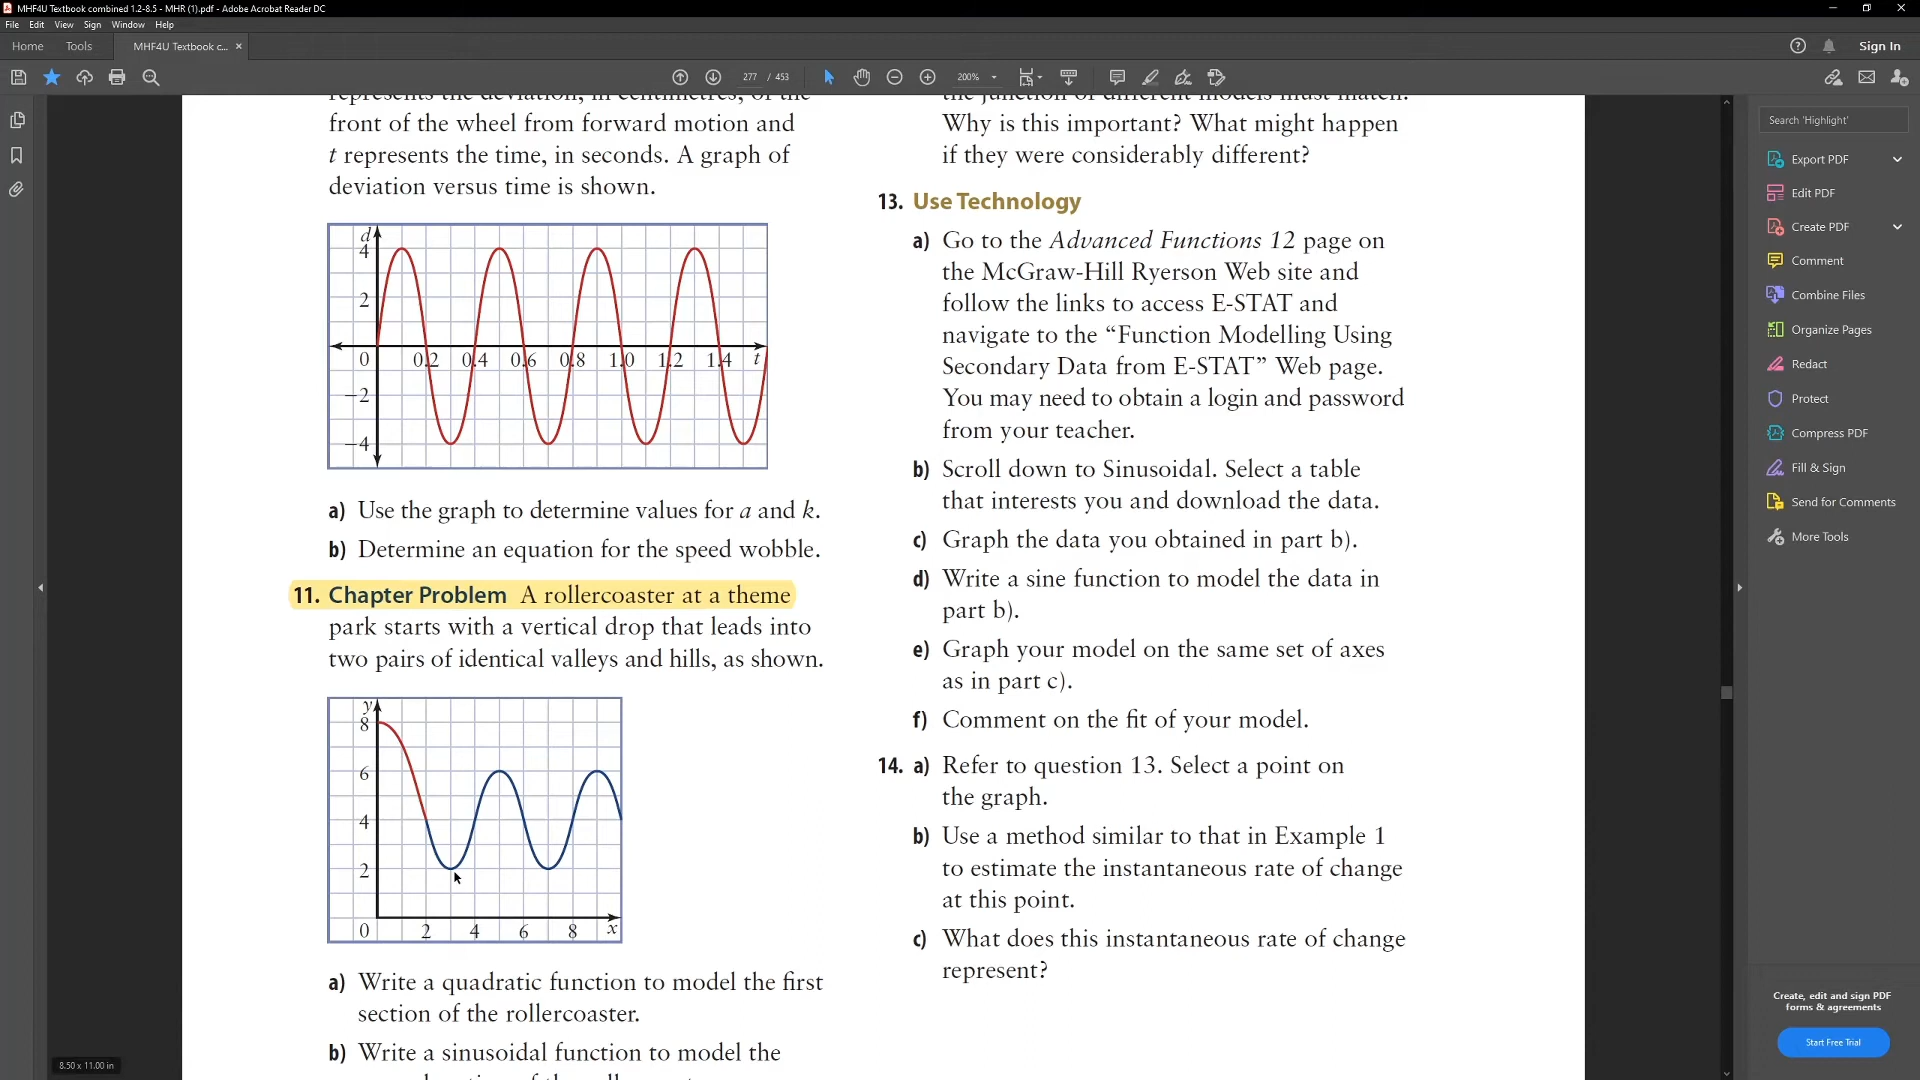 MHF4U Textbook combined 1.2-8.5 - MHR (1).pdf - Adobe Acrobat Reader DC
File Edit View Sign Window Help
Home Tools MHF4U Textbook c... × Sign In
277 / 453 200%
represents the deviation, in centimetres, of the
front of the wheel from forward motion and
t represents the time, in seconds. A graph of
deviation versus time is shown.
d
4
2
0 0.2 0.4 0.6 0.8 1.0 1.2 1.4 t
−2
−4
a) Use the graph to determine values for a and k.
b) Determine an equation for the speed wobble.
11. Chapter Problem A rollercoaster at a theme
park starts with a vertical drop that leads into
two pairs of identical valleys and hills, as shown.
y
8
6
4
2
0 2 4 6 8 x
a) Write a quadratic function to model the first
section of the rollercoaster.
b) Write a sinusoidal function to model the
the junction of different models must match.
Why is this important? What might happen
if they were considerably different?
13. Use Technology
a) Go to the Advanced Functions 12 page on
the McGraw-Hill Ryerson Web site and
follow the links to access E-STAT and
navigate to the “Function Modelling Using
Secondary Data from E-STAT” Web page.
You may need to obtain a login and password
from your teacher.
b) Scroll down to Sinusoidal. Select a table
that interests you and download the data.
c) Graph the data you obtained in part b).
d) Write a sine function to model the data in
part b).
e) Graph your model on the same set of axes
as in part c).
f) Comment on the fit of your model.
14. a) Refer to question 13. Select a point on
the graph.
b) Use a method similar to that in Example 1
to estimate the instantaneous rate of change
at this point.
c) What does this instantaneous rate of change
represent?
8.50 x 11.00 in
Search 'Highlight'
Export PDF
Edit PDF
Create PDF
Comment
Combine Files
Organize Pages
Redact
Protect
Compress PDF
Fill & Sign
Send for Comments
More Tools
Create, edit and sign PDF
forms & agreements
Start Free Trial